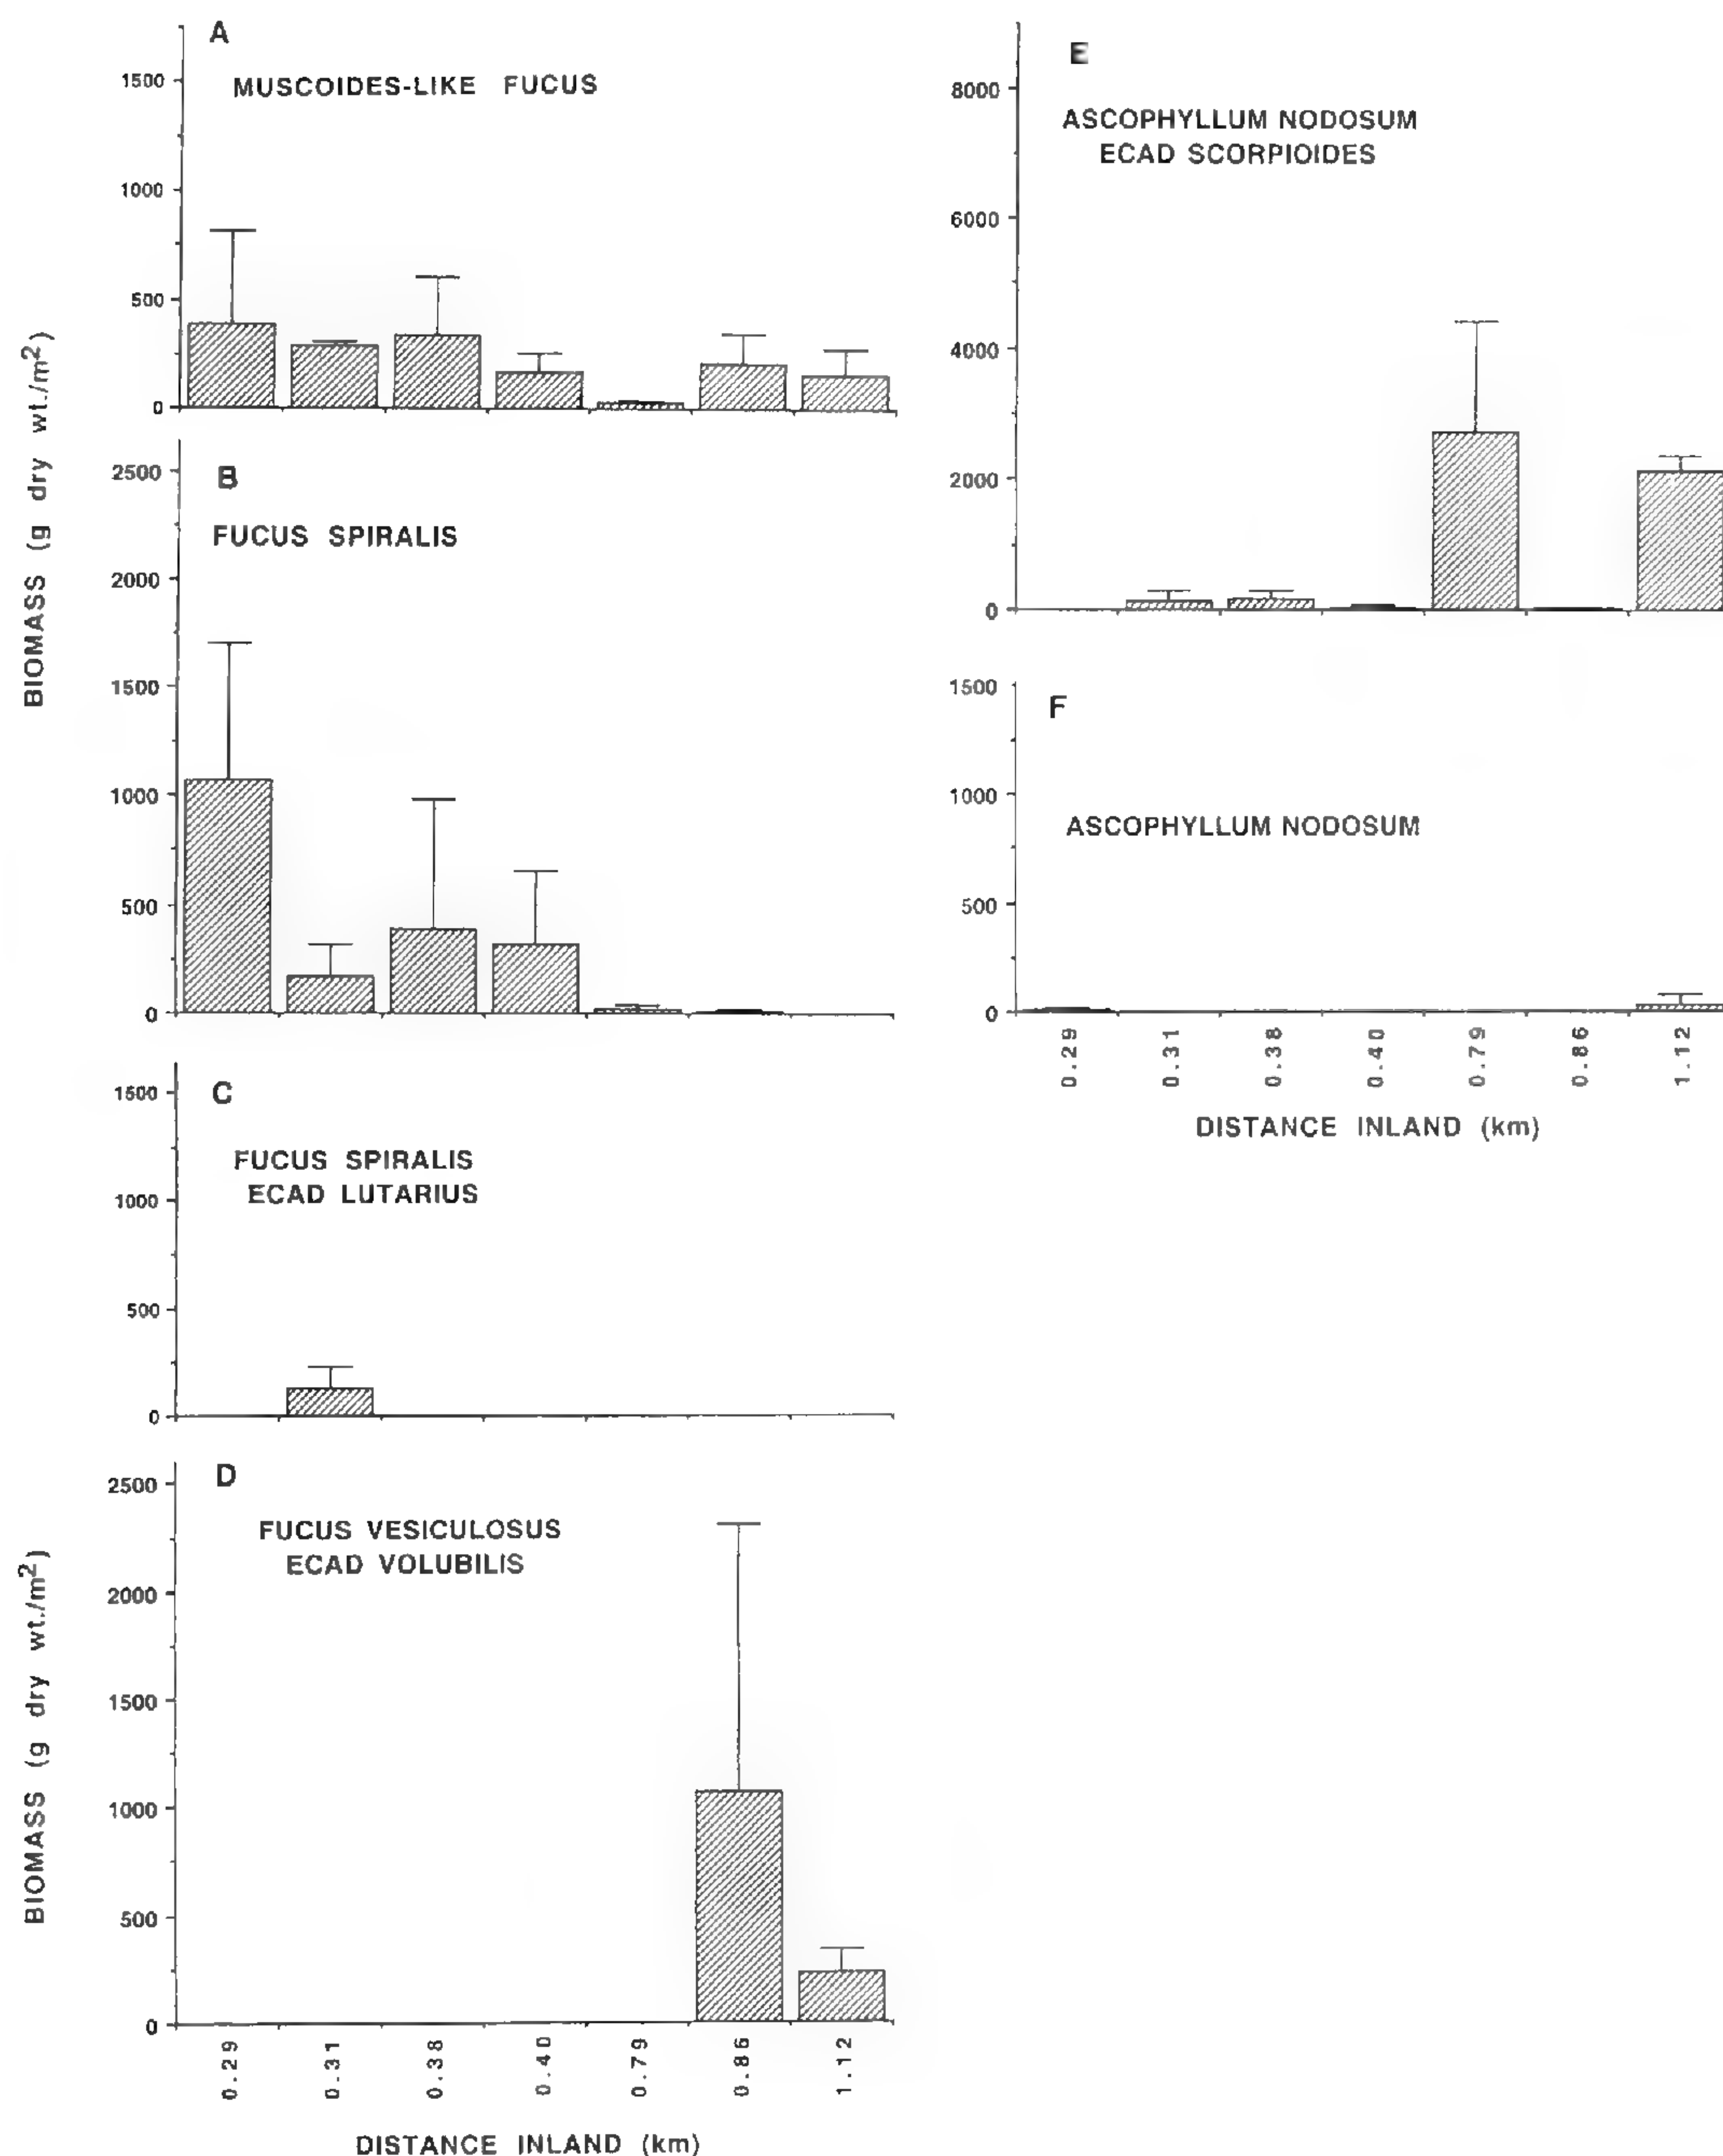 A
MUSCOIDES-LIKE FUCUS
1500
1000
500
0
BIOMASS (g dry wt./m2)
B
FUCUS SPIRALIS
2500
2000
1500
1000
500
0
C
FUCUS SPIRALIS
ECAD LUTARIUS
1500
1000
500
0
D
FUCUS VESICULOSUS
ECAD VOLUBILIS
2500
2000
1500
1000
500
0
BIOMASS (g dry wt./m2)
0.29 0.31 0.38 0.40 0.79 0.86 1.12
DISTANCE INLAND (km)
E
ASCOPHYLLUM NODOSUM
ECAD SCORPIOIDES
8000
6000
4000
2000
0
F
ASCOPHYLLUM NODOSUM
1500
1000
500
0
0.29 0.31 0.38 0.40 0.79 0.86 1.12
DISTANCE INLAND (km)